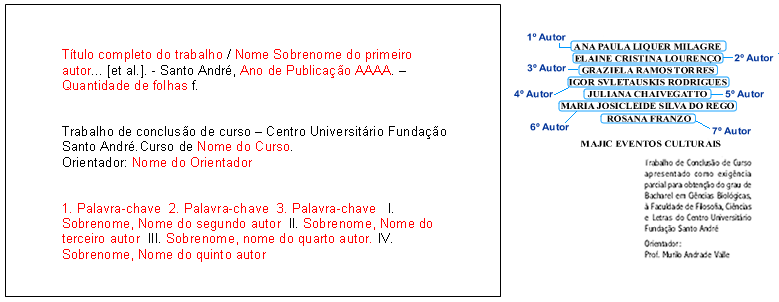 Título completo do trabalho / Nome Sobrenome do primeiro
autor... [et al.]. - Santo André, Ano de Publicação AAAA. –
Quantidade de folhas f.
Trabalho de conclusão de curso – Centro Universitário Fundação
Santo André. Curso de Nome do Curso.
Orientador: Nome do Orientador
1. Palavra-chave 2. Palavra-chave 3. Palavra-chave I.
Sobrenome, Nome do segundo autor II. Sobrenome, Nome do
terceiro autor III. Sobrenome, nome do quarto autor. IV.
Sobrenome, Nome do quinto autor
1º Autor
ANA PAULA LIQUER MILAGRE
ELAINE CRISTINA LOURENÇO
2º Autor
3º Autor
GRAZIELA RAMOS TORRES
IGOR SVLETAUSKIS RODRIGUES
4º Autor
JULIANA CHAIVEGATTO
5º Autor
MARIA JOSICLEIDE SILVA DO REGO
6º Autor
ROSANA FRANZO
7º Autor
MAJIC EVENTOS CULTURAIS
Trabalho de Conclusão de Curso
apresentado como exigência
parcial para obtenção do grau de
Bacharel em Ciências Biológicas,
à Faculdade de Filosofia, Ciências
e Letras do Centro Universitário
Fundação Santo André
Orientador:
Prof. Murilo Andrade Valle